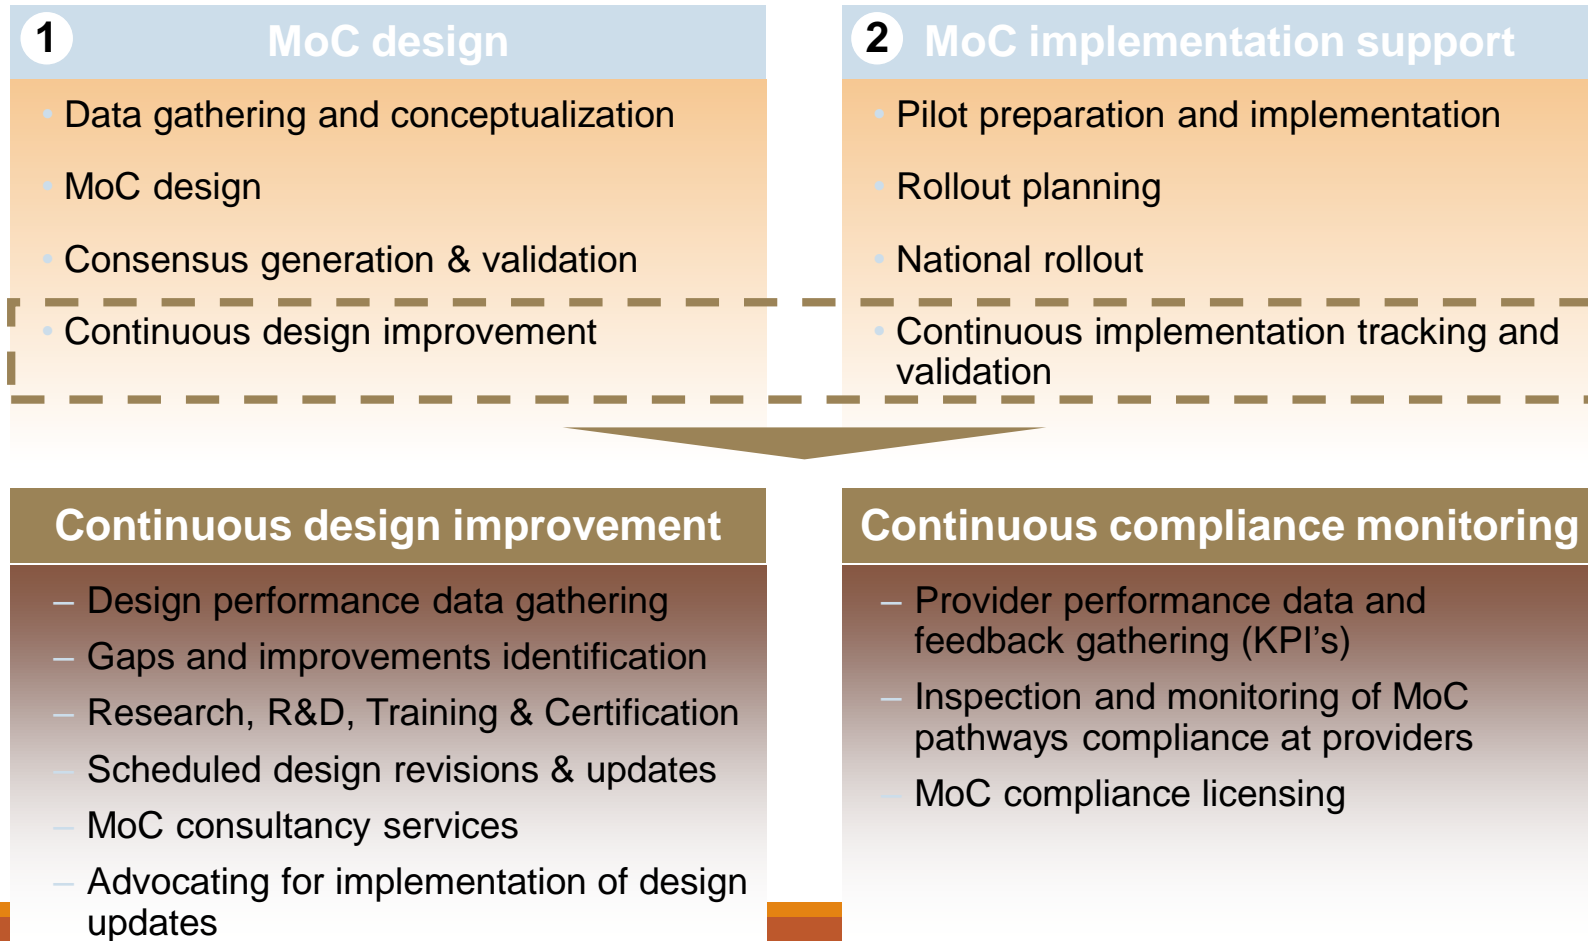 1
MoC design
• Data gathering and conceptualization
• MoC design
• Consensus generation & validation
• Continuous design improvement
2
MoC implementation support
• Pilot preparation and implementation
• Rollout planning
• National rollout
• Continuous implementation tracking and
validation
Continuous design improvement
– Design performance data gathering
– Gaps and improvements identification
– Research, R&D, Training & Certification
– Scheduled design revisions & updates
– MoC consultancy services
– Advocating for implementation of design
updates
Continuous compliance monitoring
– Provider performance data and
feedback gathering (KPI's)
– Inspection and monitoring of MoC
pathways compliance at providers
– MoC compliance licensing